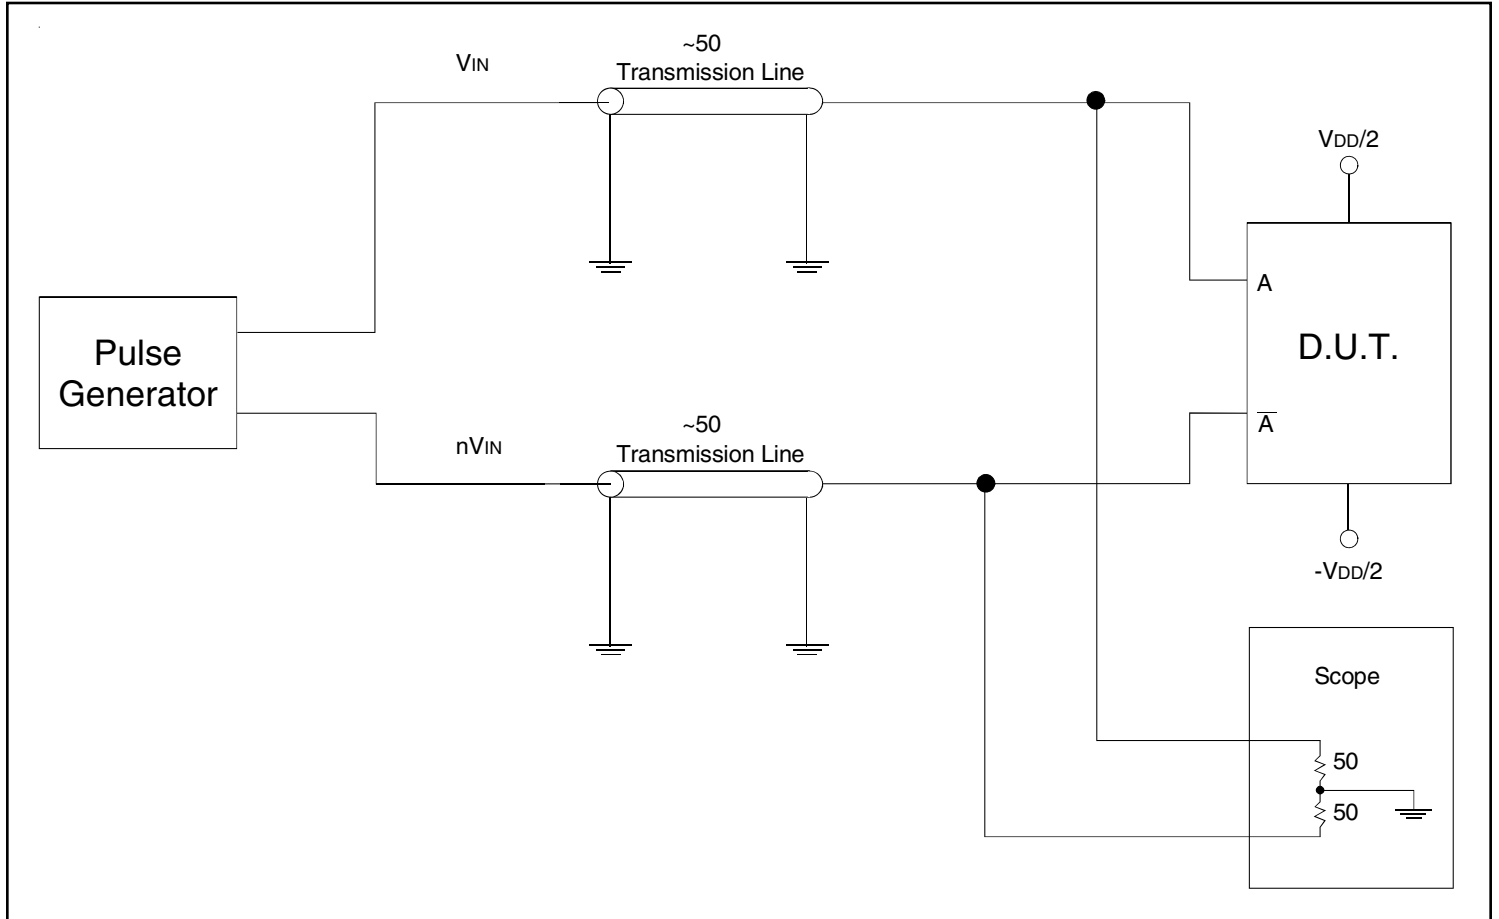 ~50
Transmission Line
VIN
VDD/2
A
Pulse
Generator
D.U.T.
A̅
~50
Transmission Line
nVIN
-VDD/2
Scope
50
50